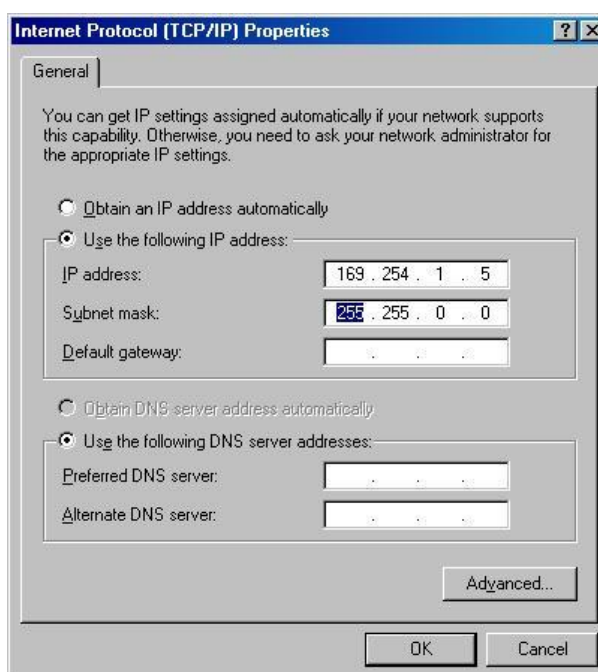 Internet Protocol (TCP/IP) Properties
General
You can get IP settings assigned automatically if your network supports
this capability. Otherwise, you need to ask your network administrator for
the appropriate IP settings.
Obtain an IP address automatically
Use the following IP address:
IP address: 169 . 254 . 1 . 5
Subnet mask: 255 . 255 . 0 . 0
Default gateway: . . .
Obtain DNS server address automatically
Use the following DNS server addresses:
Preferred DNS server: . . .
Alternate DNS server: . . .
Advanced...
OK Cancel